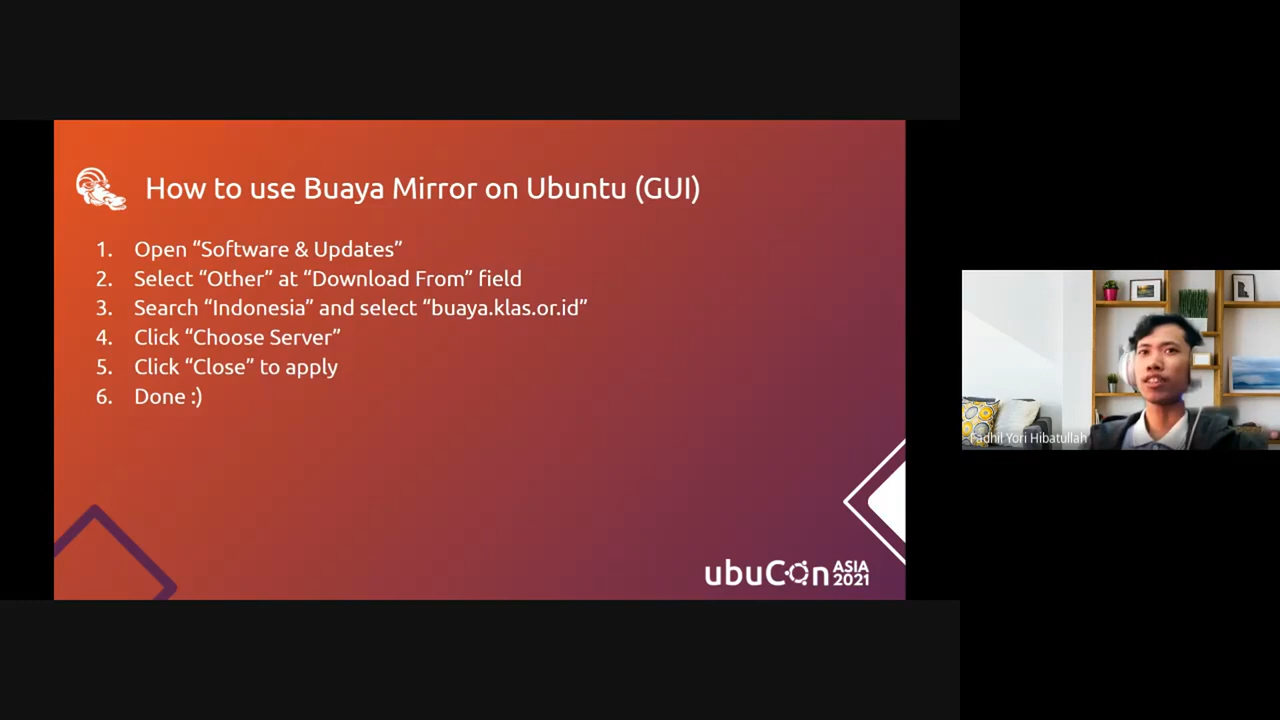 How to use Buaya Mirror on Ubuntu (GUI)
1. Open “Software & Updates”
2. Select “Other” at “Download From” field
3. Search “Indonesia” and select “buaya.klas.or.id”
4. Click “Choose Server”
5. Click “Close” to apply
6. Done :)
ubuCon ASIA 2021
Fadhil Yori Hibatullah